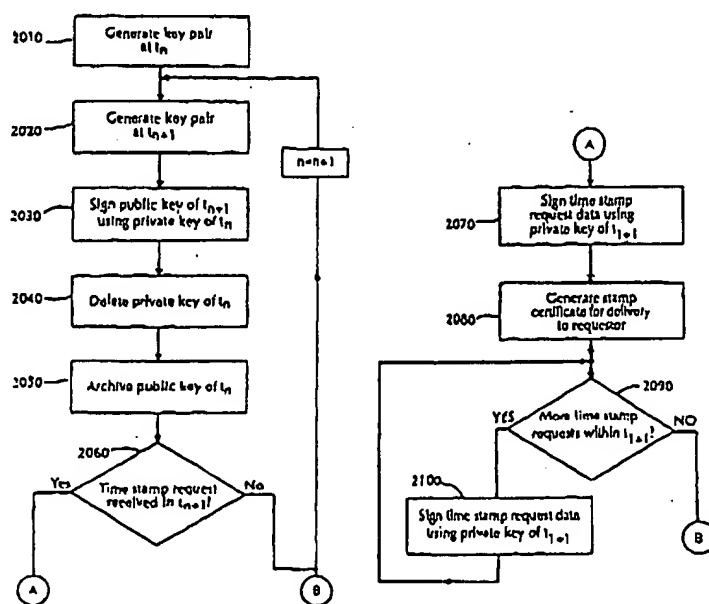 2010
Generate key pair
at tn
2020
Generate key pair
at tn+1
n=n+1
2030
Sign public key of tn+1
using private key of tn
2040
Delete private key of tn
2050
Archive public key of tn
2060
Yes
Time stamp request
received in tn+1?
No
A
B
A
2070
Sign time stamp
request data using
private key of t1+1
2080
Generate stamp
certificate for delivery
to requestor
2090
YES
More time stamp
requests within t1+1?
NO
2100
Sign time stamp request data
using private key of t1+1
B